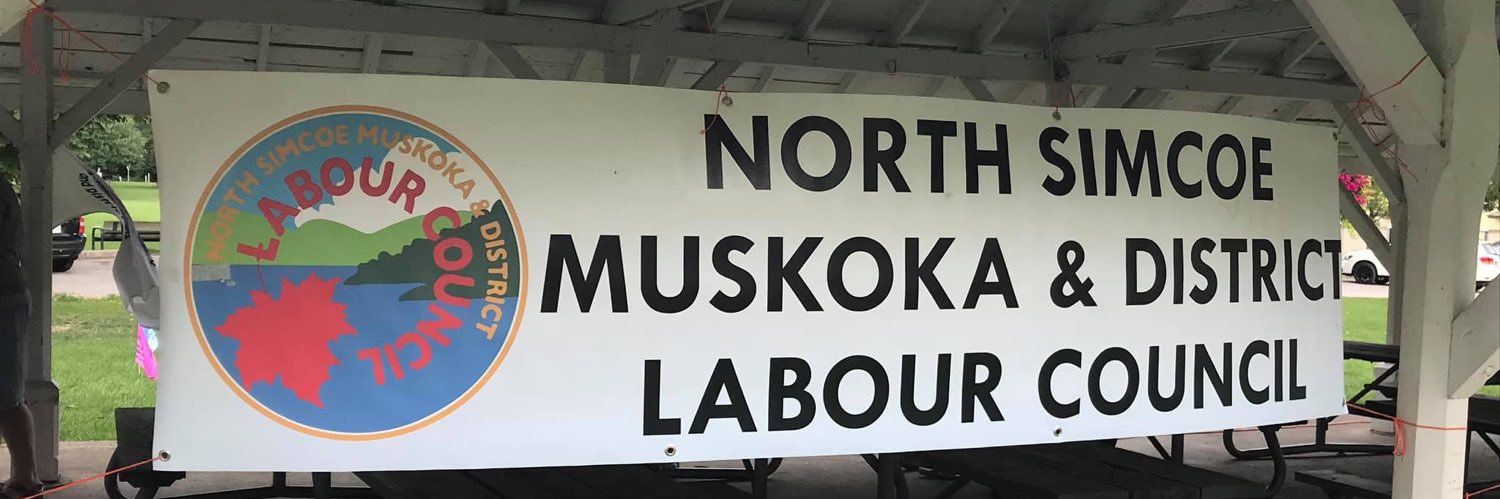 NORTH SIMCOE MUSKOKA & DISTRICT
LABOUR COUNCIL
NORTH SIMCOE
MUSKOKA & DISTRICT
LABOUR COUNCIL